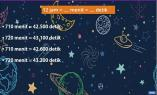 12 jam = ... menit = ... detik
• 710 menit = 42.500 detik
• 720 menit = 43.100 detik
• 710 menit = 42.600 detik
• 720 menit = 43.200 detik